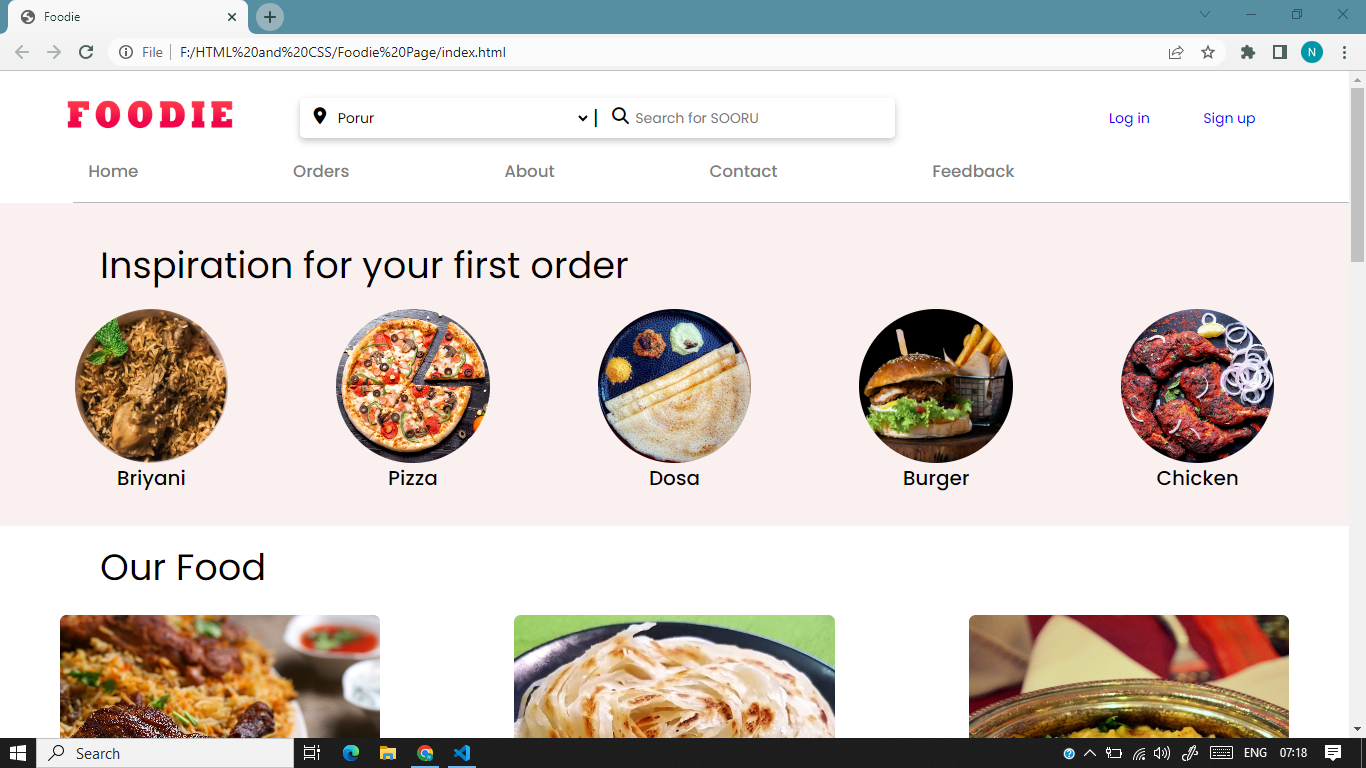 Foodie
File F:/HTML%20and%20CSS/Foodie%20Page/index.html
N
FOODIE
Porur | Search for SOORU
Log in Sign up
Home Orders About Contact Feedback
Inspiration for your first order
Briyani Pizza Dosa Burger Chicken
Our Food
Search
ENG 07:18